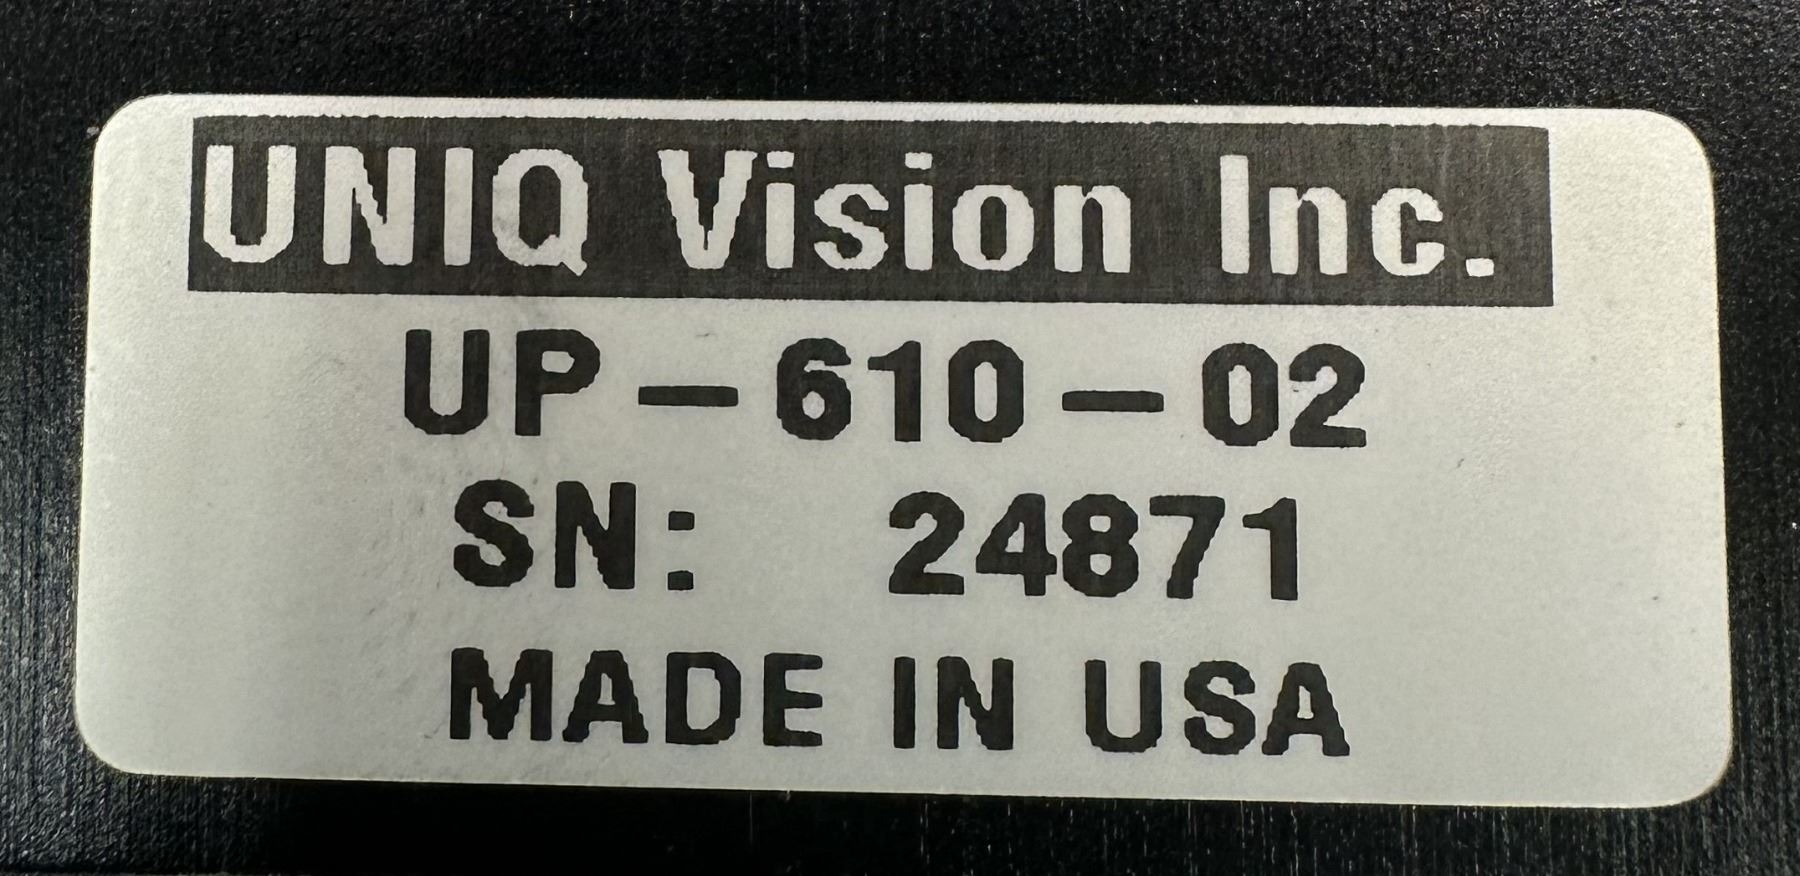 UNIQ Vision Inc.
UP-610-02
SN: 24871
MADE IN USA